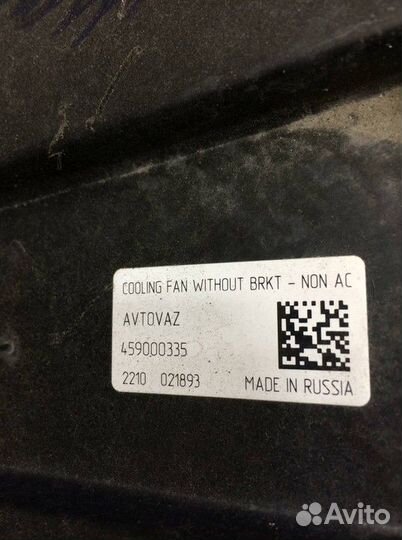 COOLING FAN WITHOUT BRKT - NON AC
AVTOVAZ
459000335
2210 021893 MADE IN RUSSIA
Avito